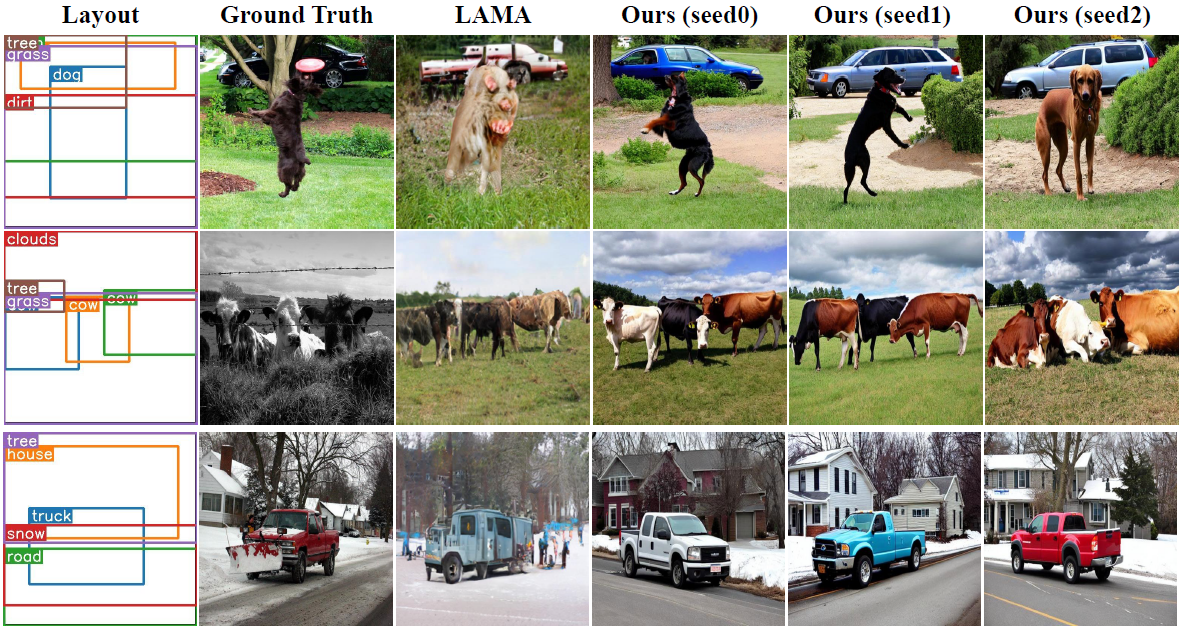 Layout Ground Truth LAMA Ours (seed0) Ours (seed1) Ours (seed2)
tree
grass
dog
dirt
clouds
tree
grass
cow
cow
cow
tree
house
truck
snow
road